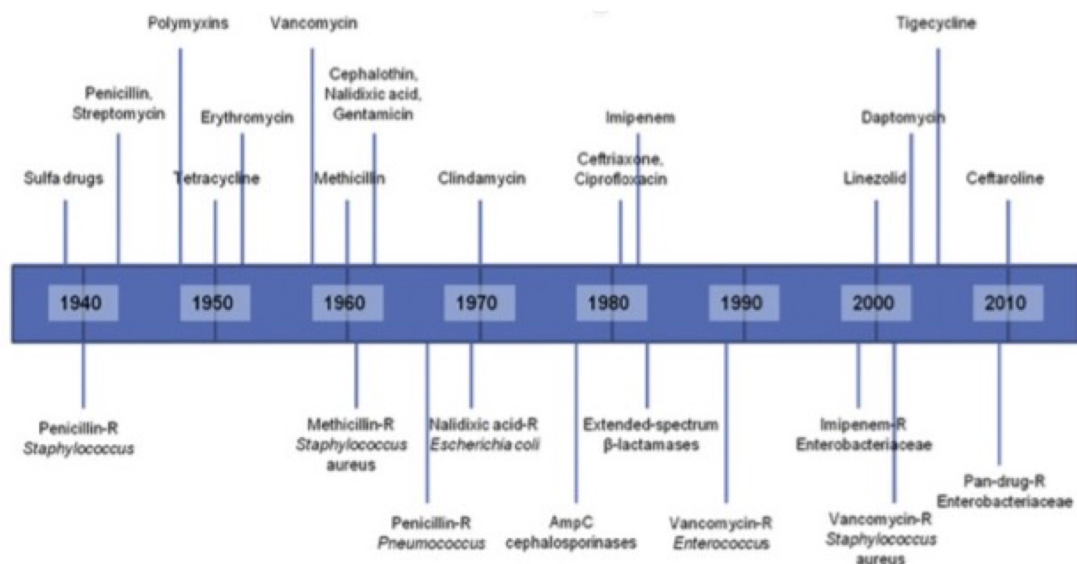 Polymyxins
Vancomycin
Tigecycline
Penicillin,
Streptomycin
Erythromycin
Cephalothin,
Nalidixic acid,
Gentamicin
Imipenem
Daptomycin
Sulfa drugs
Tetracycline
Methicillin
Clindamycin
Ceftriaxone,
Ciprofloxacin
Linezolid
Ceftaroline
1940
1950
1960
1970
1980
1990
2000
2010
Penicillin-R
Staphylococcus
Methicillin-R
Staphylococcus
aureus
Nalidixic acid-R
Escherichia coli
Extended-spectrum
β-lactamases
Imipenem-R
Enterobacteriaceae
Pan-drug-R
Enterobacteriaceae
Penicillin-R
Pneumococcus
AmpC
cephalosporinases
Vancomycin-R
Enterococcus
Vancomycin-R
Staphylococcus
aureus